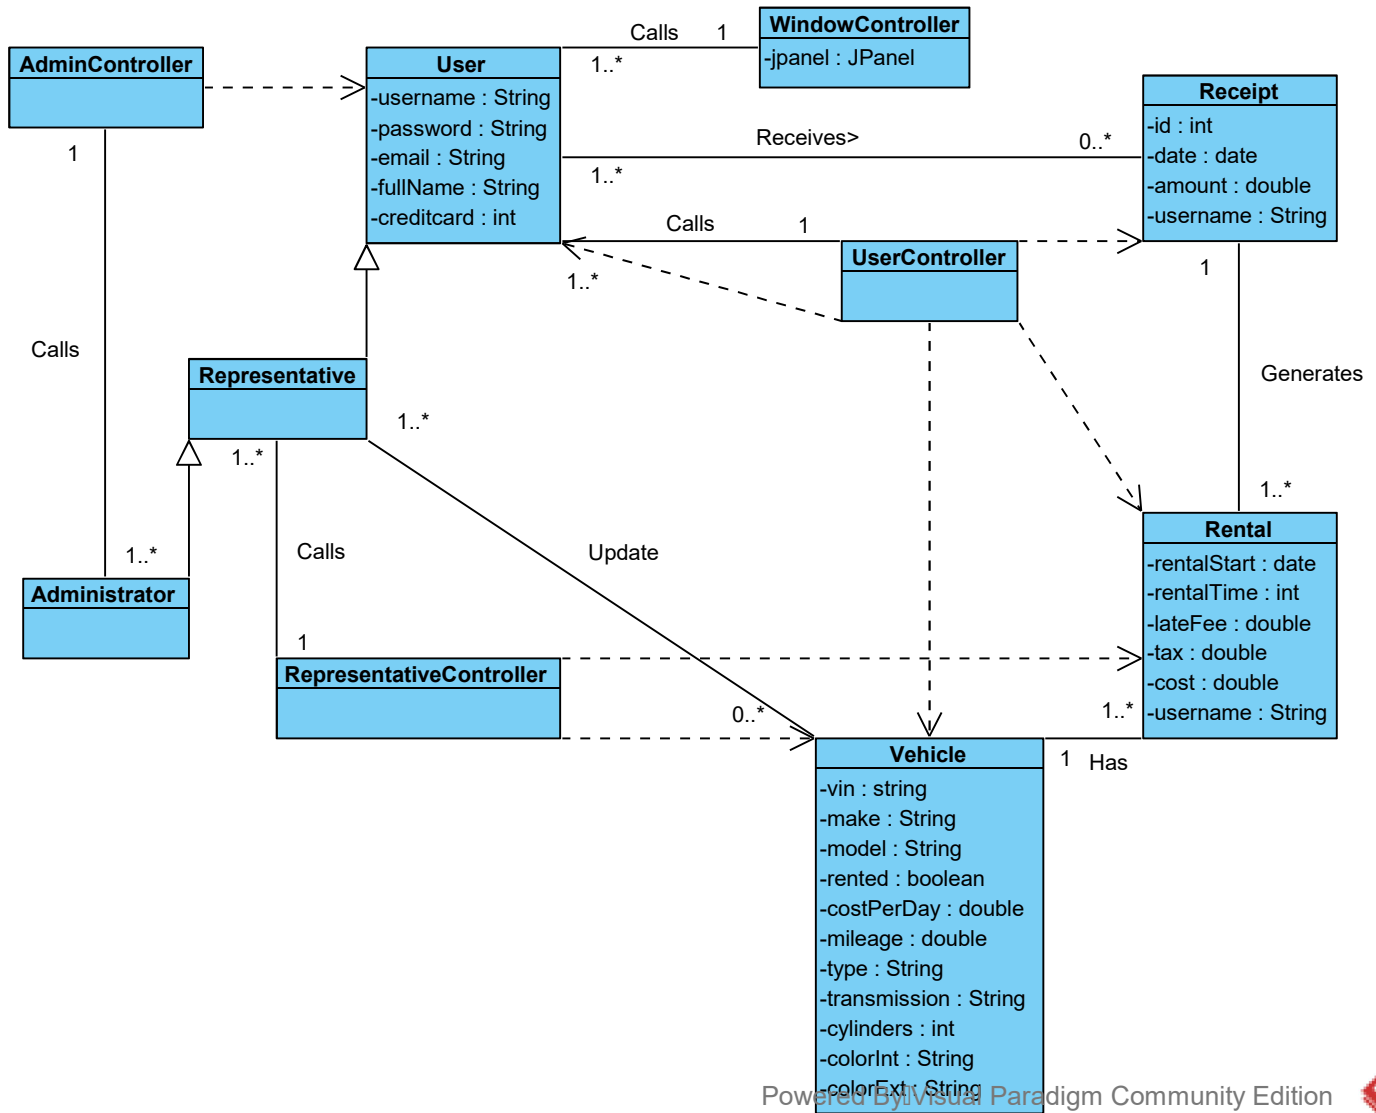 Calls
1
WindowController
-jpanel : JPanel
1..*
AdminController
User
-username : String
-password : String
-email : String
-fullName : String
-creditcard : int
Receipt
-id : int
-date : date
-amount : double
-username : String
Receives>
0..*
1..*
1
Calls
1
1..*
UserController
1
Calls
Generates
Representative
1..*
1..*
1..*
Rental
-rentalStart : date
-rentalTime : int
-lateFee : double
-tax : double
-cost : double
-username : String
Calls
Update
1..*
Administrator
1
RepresentativeController
0..*
1..*
1
Has
Vehicle
-vin : string
-make : String
-model : String
-rented : boolean
-costPerDay : double
-mileage : double
-type : String
-transmission : String
-cylinders : int
-colorInt : String
-colorExt : String
Powered By Visual Paradigm Community Edition